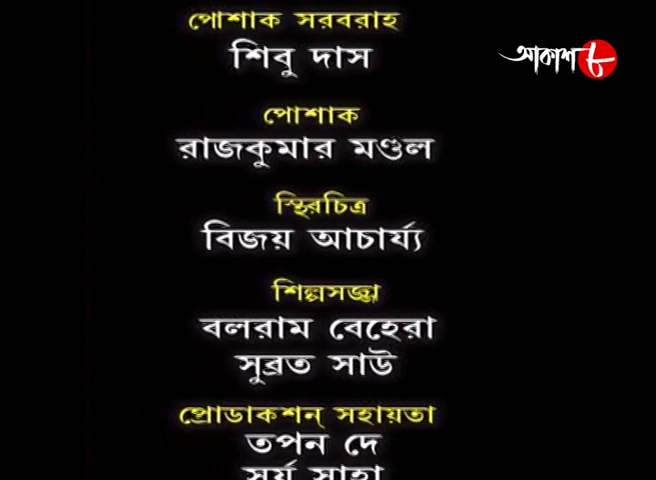 পোশাক সরবরাহ
আকাশ ৮
শিবু দাস
পোশাক
রাজকুমার মণ্ডল
স্থিরচিত্র
বিজয় আচার্য্য
শিল্পসজ্জা
বলরাম বেহেরা
সুব্রত সাউ
প্রোডাকশন্ সহায়তা
তপন দে
সাহা